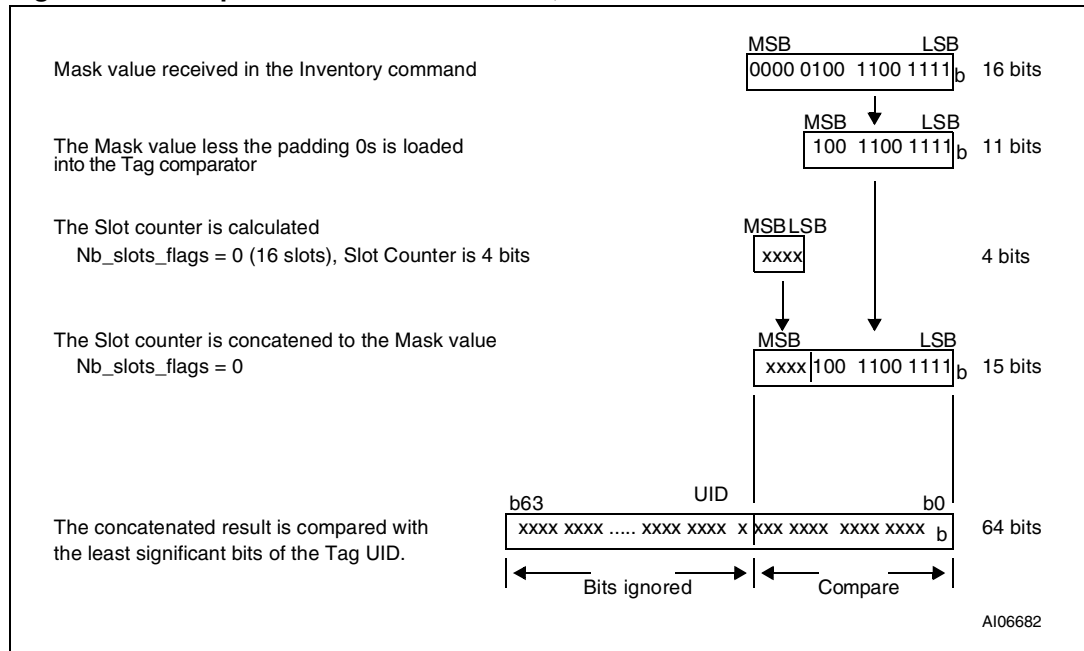 MSB LSB
Mask value received in the Inventory command 0000 0100 1100 1111 b 16 bits
MSB LSB
The Mask value less the padding 0s is loaded
into the Tag comparator
100 1100 1111 b 11 bits
The Slot counter is calculated
MSB LSB
Nb_slots_flags = 0 (16 slots), Slot Counter is 4 bits xxxx 4 bits
The Slot counter is concatened to the Mask value
MSB LSB
Nb_slots_flags = 0 xxxx 100 1100 1111 b 15 bits
b63 UID b0
The concatenated result is compared with
the least significant bits of the Tag UID.
xxxx xxxx ..... xxxx xxxx x xxx xxxx xxxx xxxx b 64 bits
Bits ignored Compare
AI06682